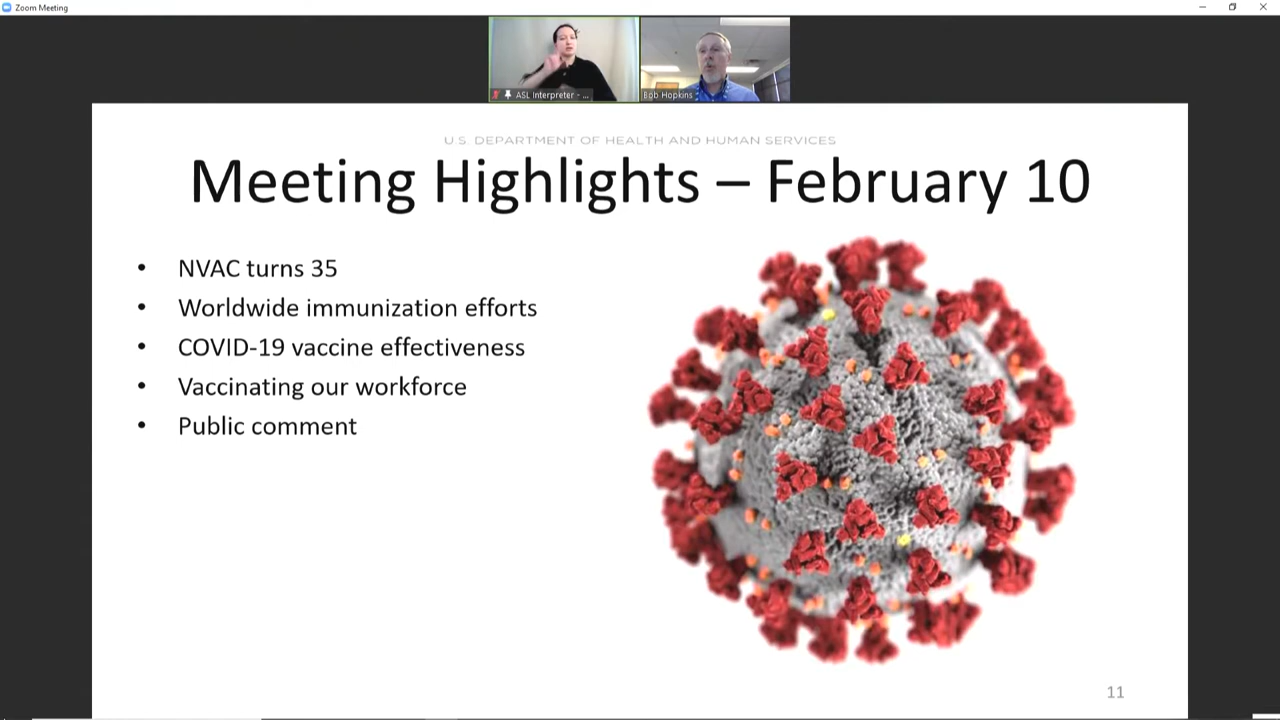 Zoom Meeting
ASL Interpreter - ...
Bob Hopkins
U.S. DEPARTMENT OF HEALTH AND HUMAN SERVICES
Meeting Highlights – February 10
• NVAC turns 35
• Worldwide immunization efforts
• COVID-19 vaccine effectiveness
• Vaccinating our workforce
• Public comment
11